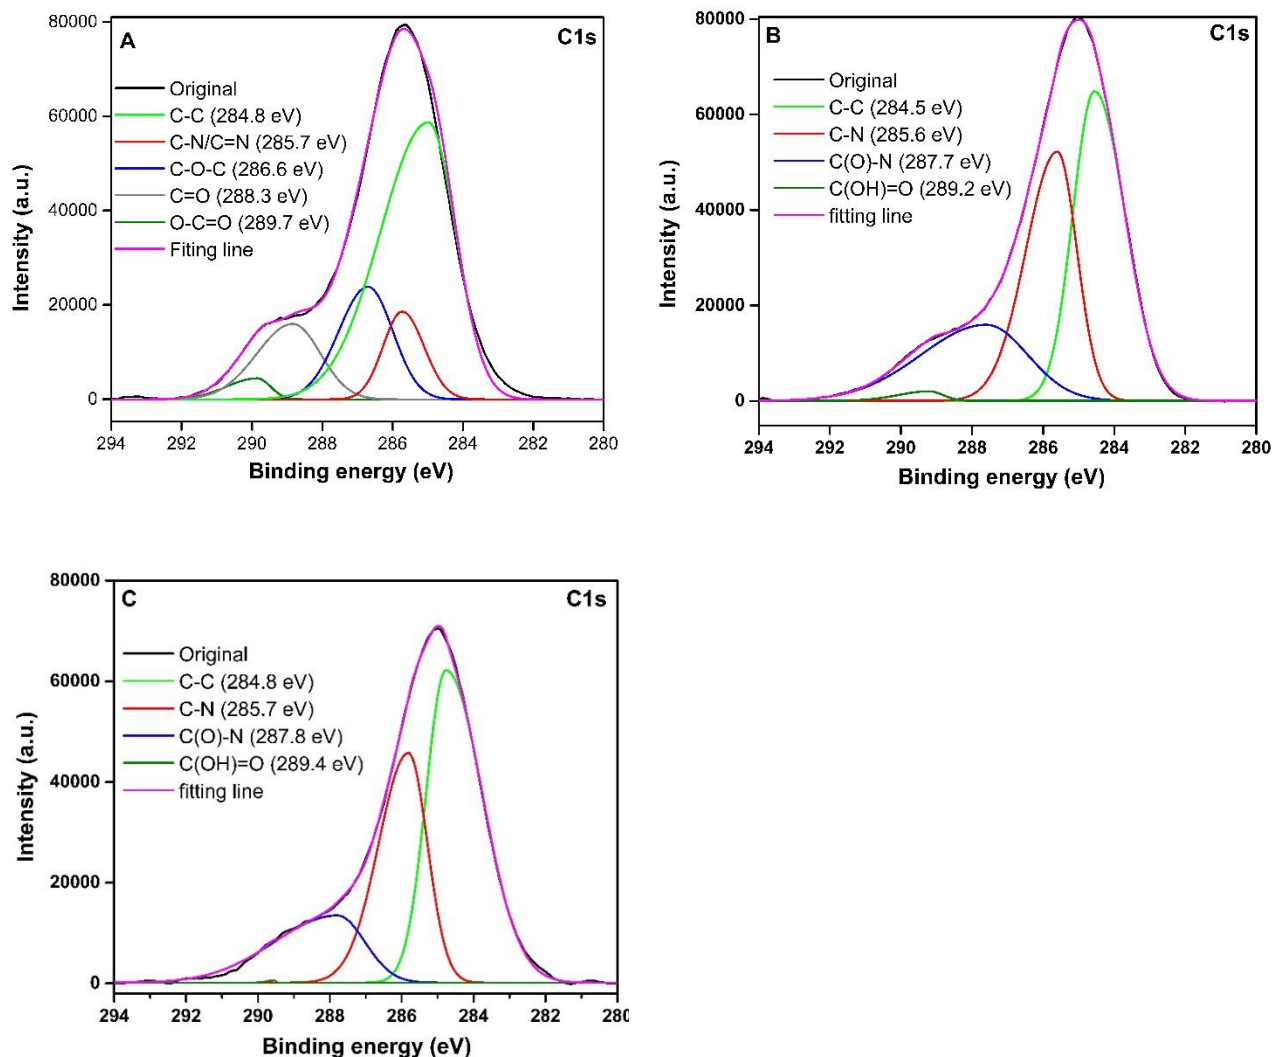 A
C1s
Original
C-C (284.8 eV)
C-N/C=N (285.7 eV)
C-O-C (286.6 eV)
C=O (288.3 eV)
O-C=O (289.7 eV)
Fiting line
80000
60000
40000
20000
0
Intensity (a.u.)
294 292 290 288 286 284 282 280
Binding energy (eV)
B
C1s
Original
C-C (284.5 eV)
C-N (285.6 eV)
C(O)-N (287.7 eV)
C(OH)=O (289.2 eV)
fitting line
80000
60000
40000
20000
0
Intensity (a.u.)
294 292 290 288 286 284 282 280
Binding energy (eV)
C
C1s
Original
C-C (284.8 eV)
C-N (285.7 eV)
C(O)-N (287.8 eV)
C(OH)=O (289.4 eV)
fitting line
80000
60000
40000
20000
0
Intensity (a.u.)
294 292 290 288 286 284 282 280
Binding energy (eV)